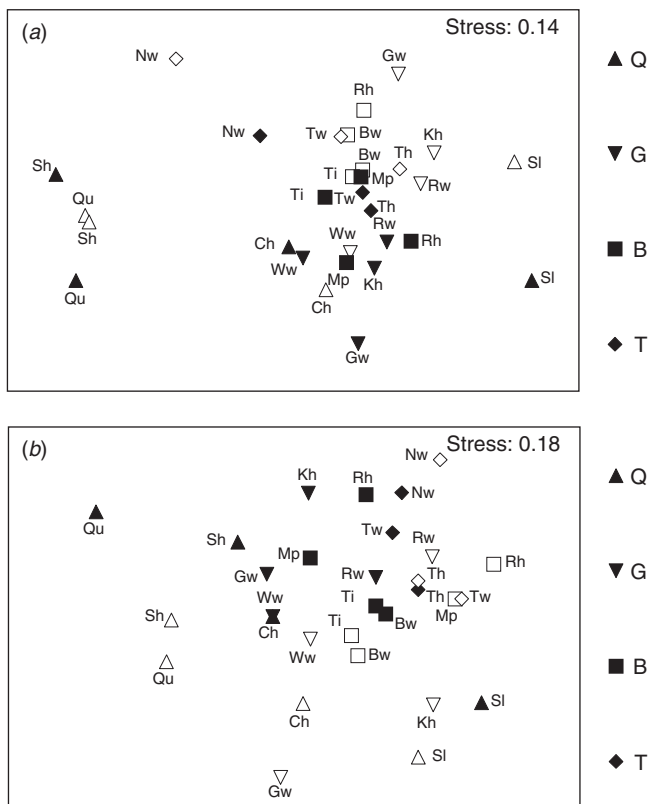 (a)
Stress: 0.14
Nw
Gw
Rh
Nw
Tw
Bw
Kh
Sh
Bw
Th
Sl
Ti
Mp
Rw
Qu
Ti
Tw
Th
Sh
Rw
Ch
Ww
Rh
Ww
Mp
Kh
Sl
Qu
Ch
Gw
Q
G
B
T
(b)
Stress: 0.18
Nw
Kh
Rh
Nw
Qu
Tw
Sh
Mp
Rw
Rh
Gw
Rw
Th
Ww
Ti
Th
Tw
Mp
Sh
Ch
Ti
Bw
Ww
Bw
Qu
Ch
Kh
Sl
Sl
Gw
Q
G
B
T